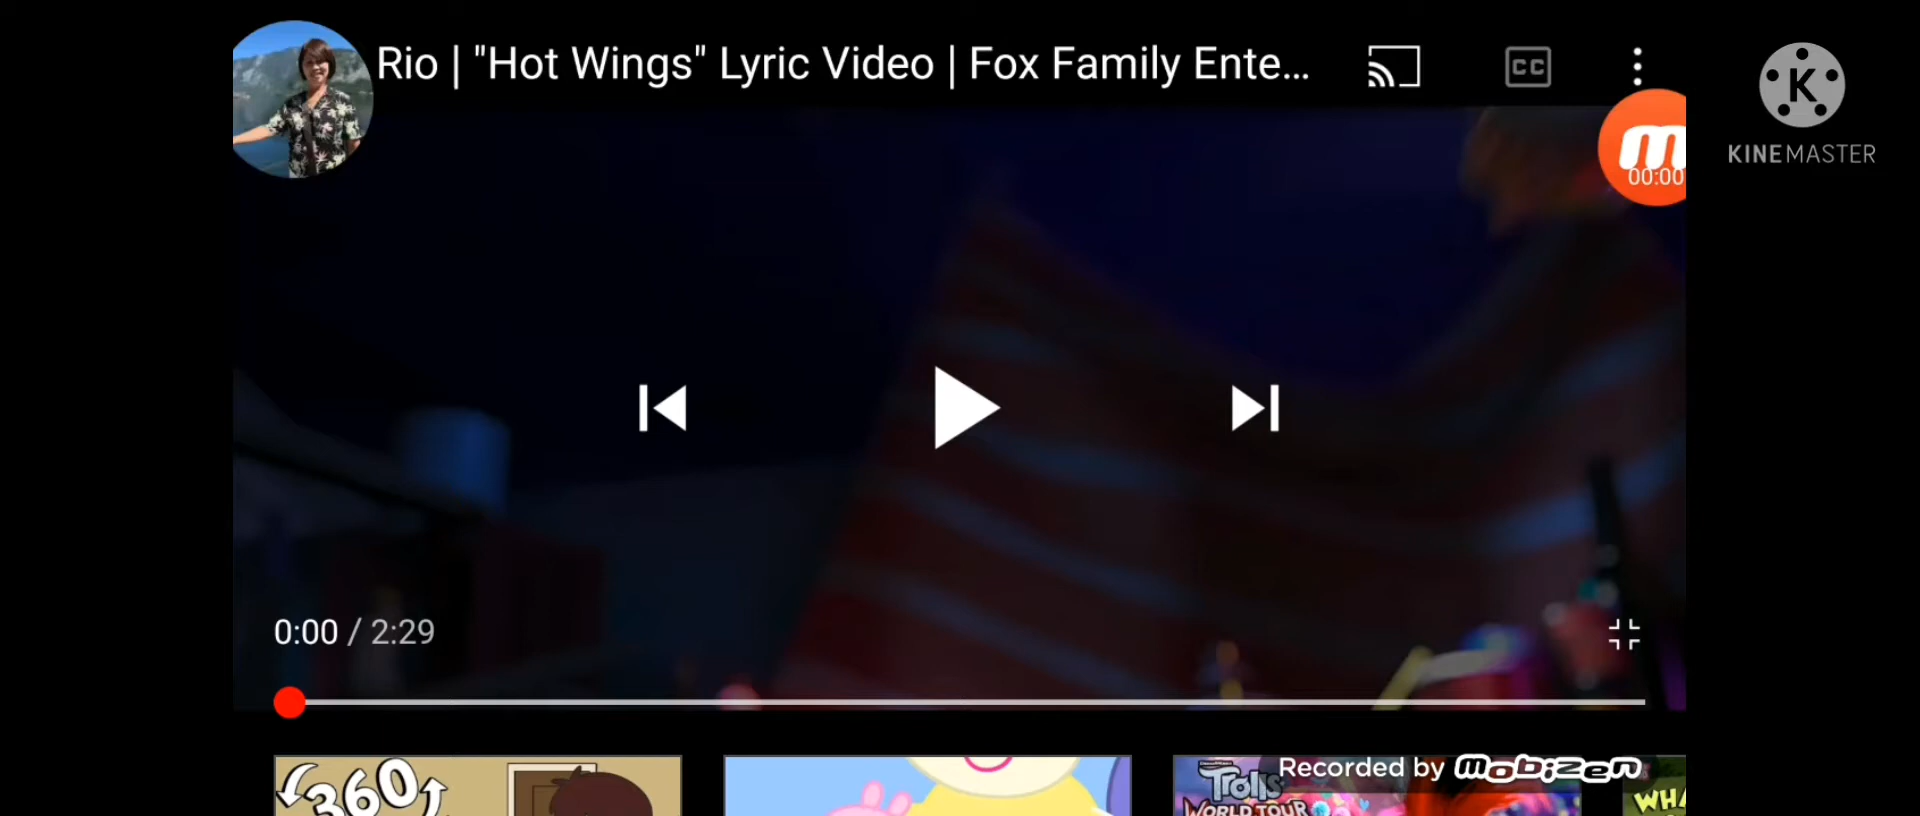 Rio | "Hot Wings" Lyric Video | Fox Family Ente...
CC
K
KINEMASTER
m
00:00
0:00 / 2:29
Recorded by mobizen
360
Trolls
WORLD TOUR